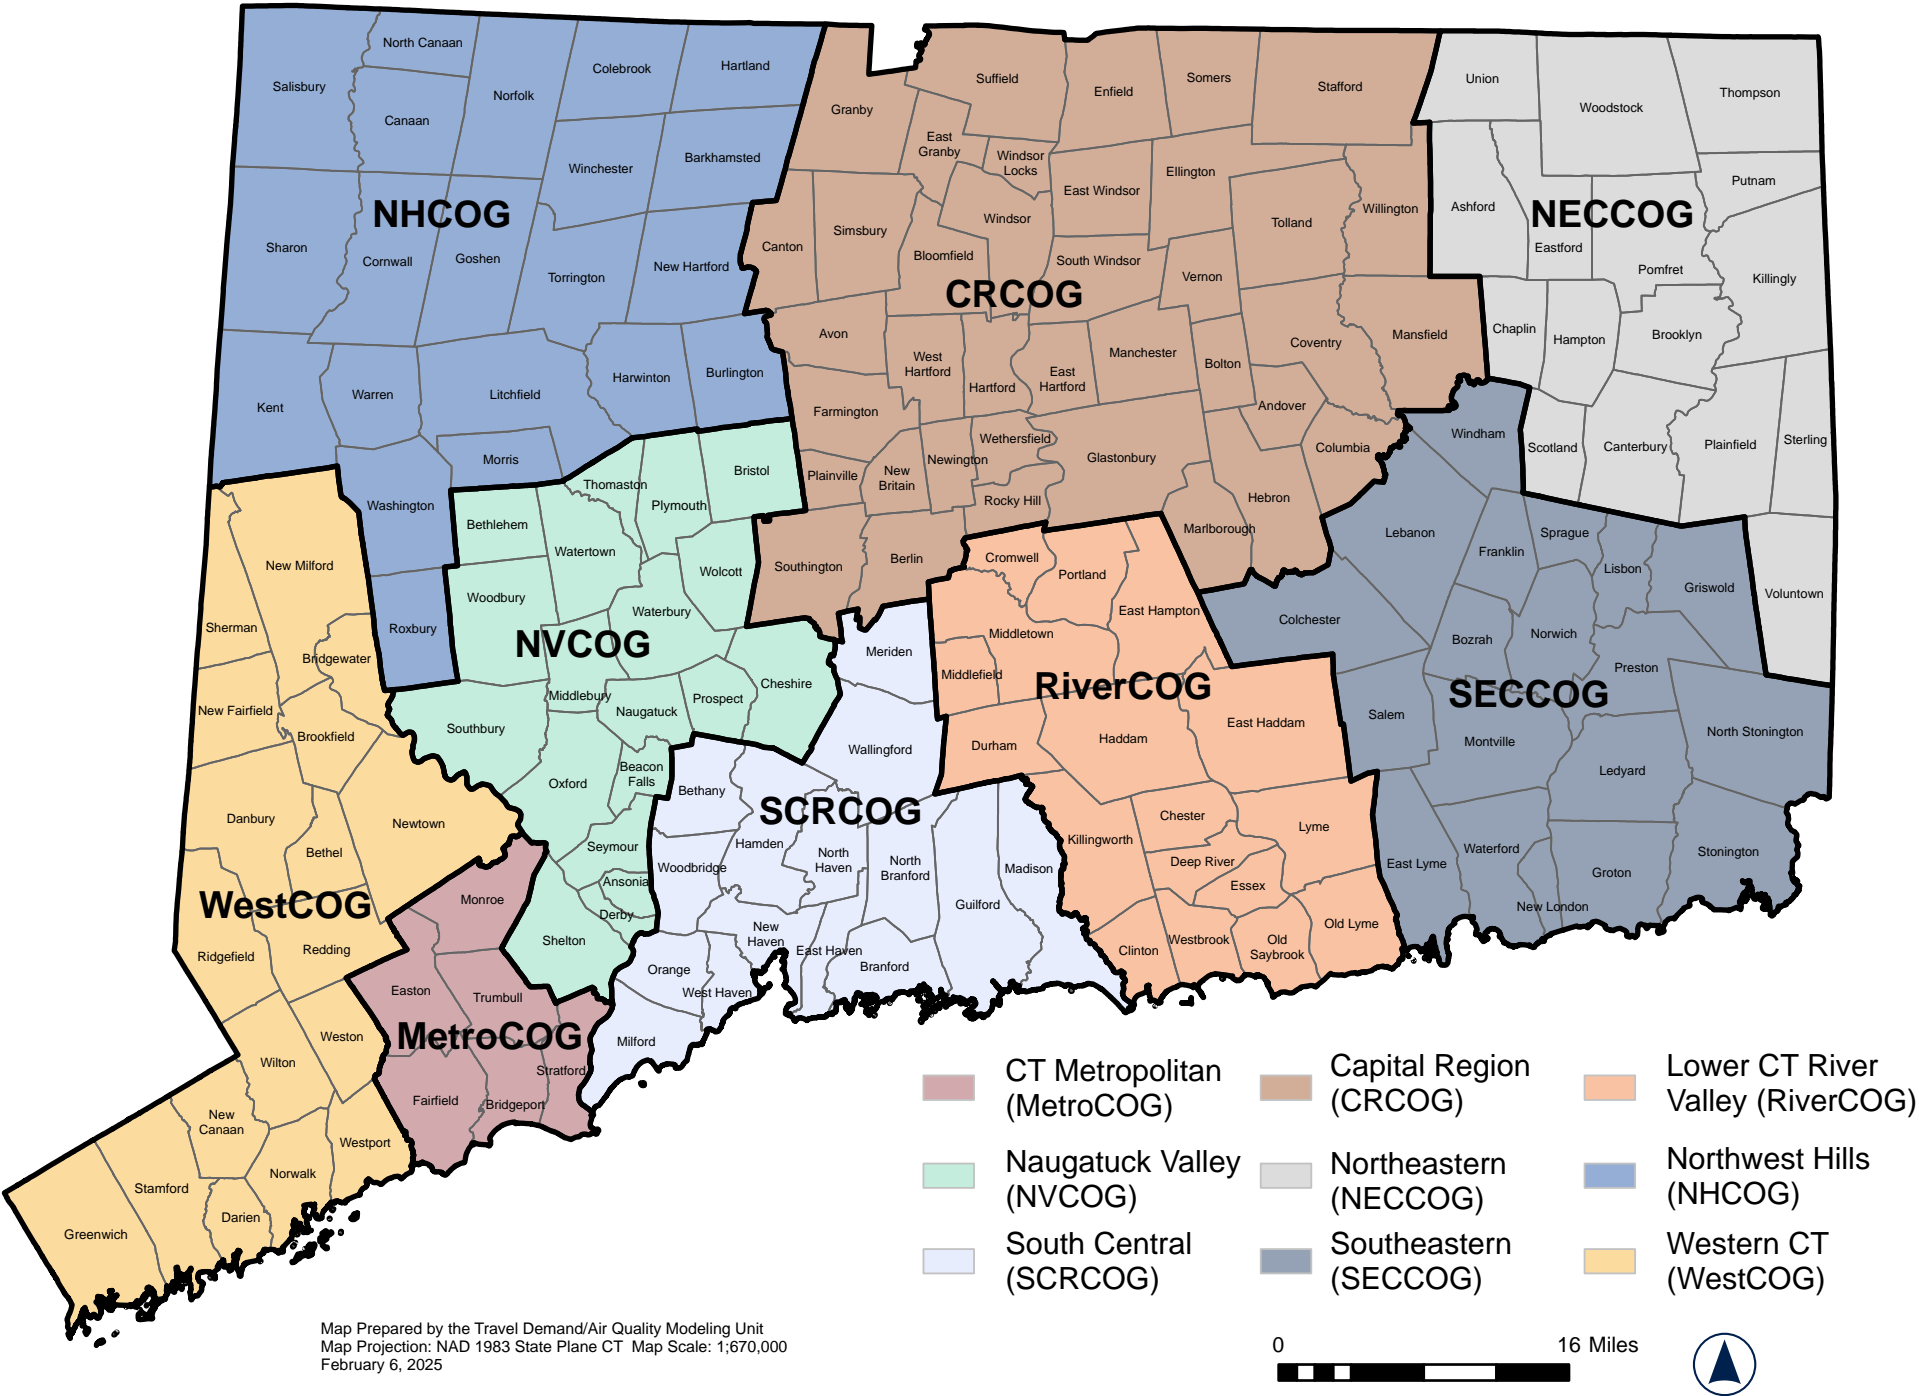 North Canaan
Salisbury
Canaan
Norfolk
Colebrook
Hartland
Winchester
Barkhamsted
NHCOG
Sharon
Cornwall
Goshen
Torrington
New Hartford
Kent
Warren
Litchfield
Harwinton
Burlington
Morris
Washington
Roxbury
Granby
Suffield
East
Granby
Windsor
Locks
Enfield
Somers
Stafford
East Windsor
Ellington
Windsor
Tolland
Willington
Canton
Simsbury
Bloomfield
South Windsor
Vernon
CRCOG
Avon
West
Hartford
Hartford
East
Hartford
Manchester
Bolton
Coventry
Mansfield
Andover
Columbia
Farmington
Wethersfield
Newington
Glastonbury
Plainville
New
Britain
Rocky Hill
Hebron
Marlborough
Southington
Berlin
Union
Woodstock
Thompson
Putnam
Ashford
Eastford
NECCOG
Pomfret
Killingly
Chaplin
Hampton
Brooklyn
Scotland
Canterbury
Plainfield
Sterling
Voluntown
Thomaston
Plymouth
Bristol
Bethlehem
Watertown
Wolcott
Woodbury
Waterbury
NVCOG
Middlebury
Naugatuck
Prospect
Cheshire
Southbury
Oxford
Beacon
Falls
Seymour
Ansonia
Derby
Shelton
New Milford
Sherman
Bridgewater
New Fairfield
Brookfield
Danbury
Bethel
Newtown
WestCOG
Ridgefield
Redding
Weston
Wilton
New
Canaan
Westport
Norwalk
Stamford
Darien
Greenwich
Monroe
Easton
Trumbull
MetroCOG
Stratford
Fairfield
Bridgeport
Meriden
Wallingford
Bethany
SCRCOG
Hamden
North
Haven
North
Branford
Madison
Woodbridge
Guilford
New
Haven
East Haven
Branford
Orange
West Haven
Milford
Cromwell
Portland
East Hampton
Middletown
Middlefield
RiverCOG
Durham
Haddam
East Haddam
Killingworth
Chester
Lyme
Deep River
Essex
Clinton
Westbrook
Old
Saybrook
Old Lyme
Windham
Lebanon
Franklin
Sprague
Lisbon
Griswold
Colchester
Bozrah
Norwich
Preston
SECCOG
Salem
Montville
North Stonington
Ledyard
East Lyme
Waterford
New London
Groton
Stonington
CT Metropolitan
(MetroCOG)
Capital Region
(CRCOG)
Lower CT River
Valley (RiverCOG)
Naugatuck Valley
(NVCOG)
Northeastern
(NECCOG)
Northwest Hills
(NHCOG)
South Central
(SCRCOG)
Southeastern
(SECCOG)
Western CT
(WestCOG)
Map Prepared by the Travel Demand/Air Quality Modeling Unit
Map Projection: NAD 1983 State Plane CT  Map Scale: 1;670,000
February 6, 2025
0 16 Miles